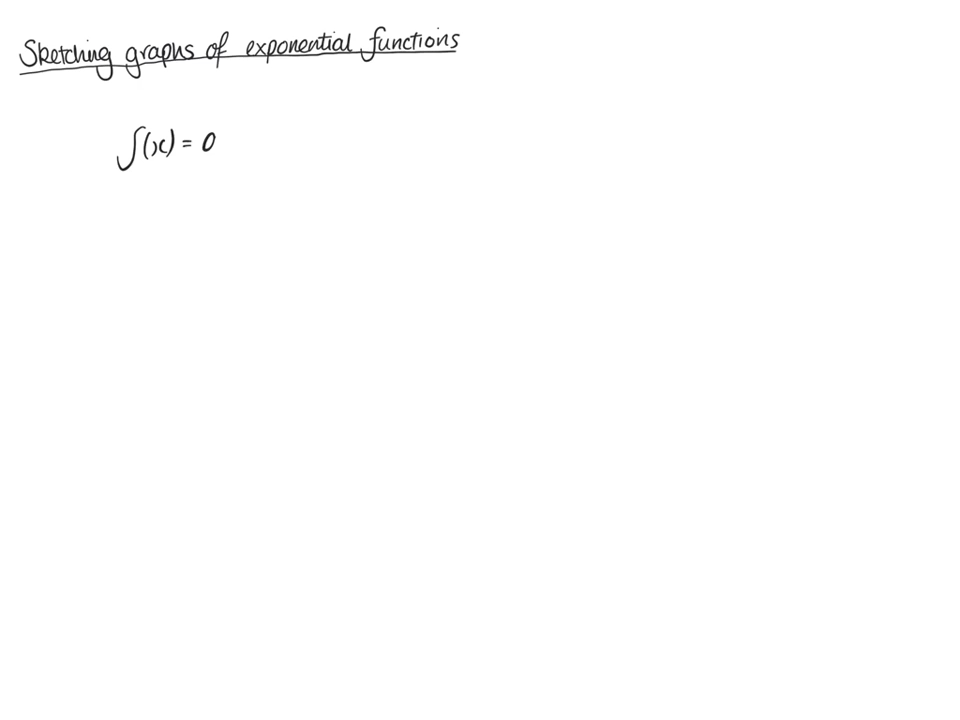 Sketching graphs of exponential functions
f(x) = 0